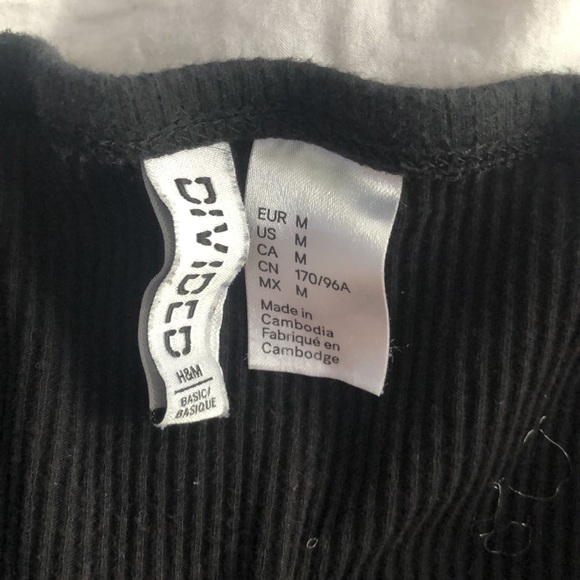 DIVIDED
H&M
BASIC/
BASIQUE
EUR M
US M
CA M
CN 170/96A
MX M
Made in
Cambodia
Fabriqué en
Cambodge